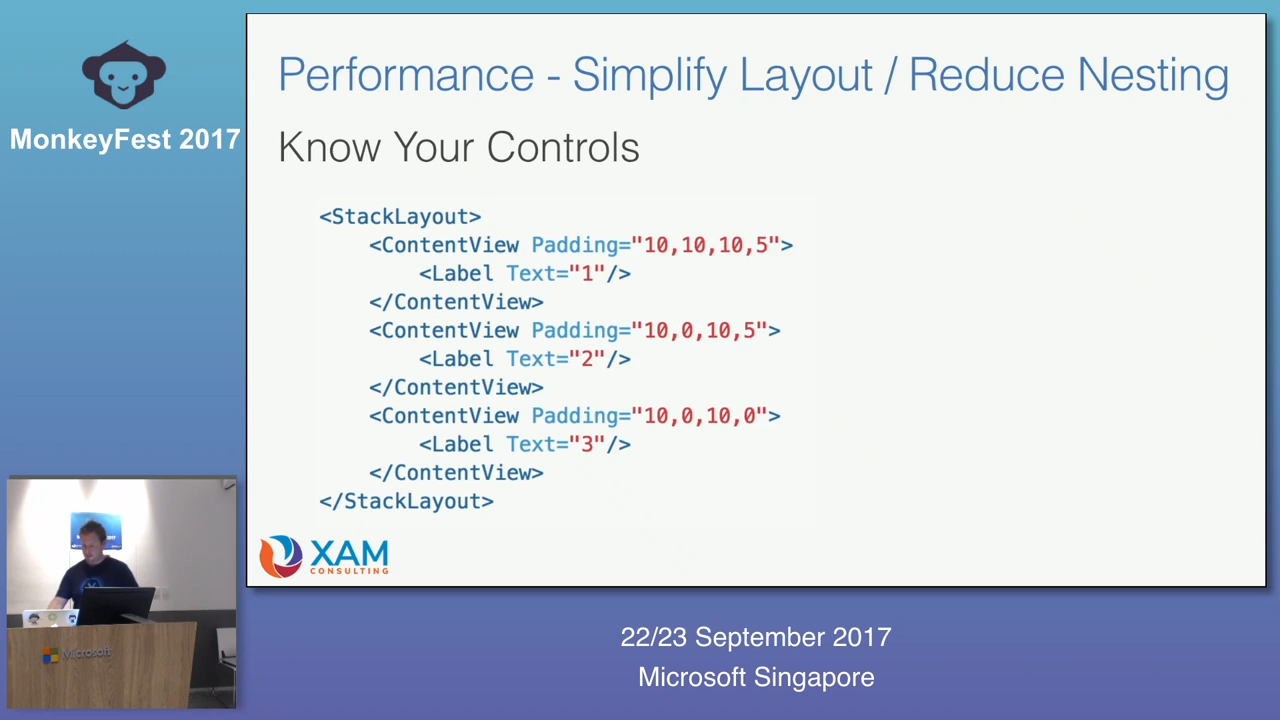 MonkeyFest 2017
Performance - Simplify Layout / Reduce Nesting
Know Your Controls
<StackLayout>
    <ContentView Padding="10,10,10,5">
        <Label Text="1"/>
    </ContentView>
    <ContentView Padding="10,0,10,5">
        <Label Text="2"/>
    </ContentView>
    <ContentView Padding="10,0,10,0">
        <Label Text="3"/>
    </ContentView>
</StackLayout>
XAM
CONSULTING
Microsoft
22/23 September 2017
Microsoft Singapore